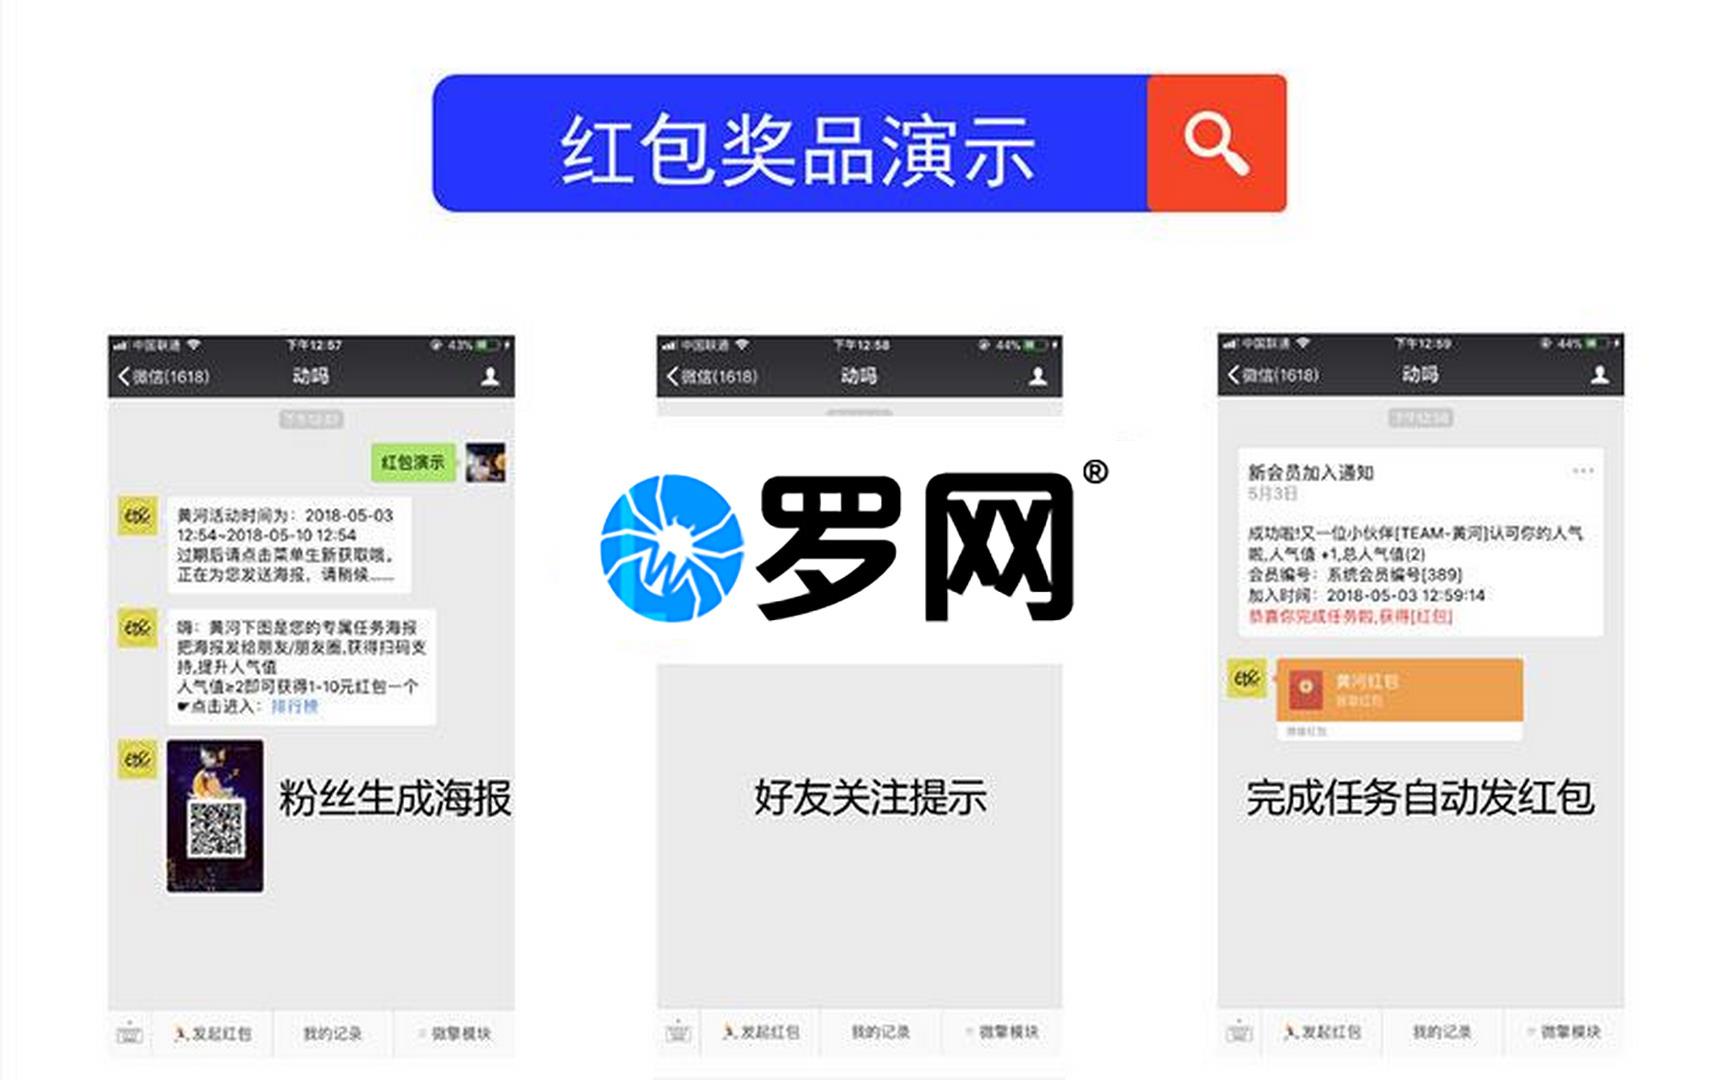 红包奖品演示
中国联通
下午12:57
43%
微信(1618)
动吗
红包演示
黄河活动时间为：2018-05-03
12:54~2018-05-10 12:54
过期后请点击菜单生新获取哦。
正在为您发送海报，请稍候......
嗨：黄河下图是您的专属任务海报
把海报发给朋友/朋友圈,获得扫码支
持,提升人气值
人气值≥2即可获得1-10元红包一个
☛点击进入：排行榜
粉丝生成海报
发起红包
我的记录
微擎模块
中国联通
下午12:58
44%
微信(1618)
动吗
罗网®
好友关注提示
发起红包
我的记录
微擎模块
中国联通
下午12:59
44%
微信(1618)
动吗
新会员加入通知
5月3日
成功啦!又一位小伙伴[TEAM-黄河]认可你的人气
啦,人气值 +1,总人气值(2)
会员编号：系统会员编号[389]
加入时间：2018-05-03 12:59:14
恭喜你完成任务啦,获得[红包]
黄河红包
完成任务自动发红包
发起红包
我的记录
微擎模块